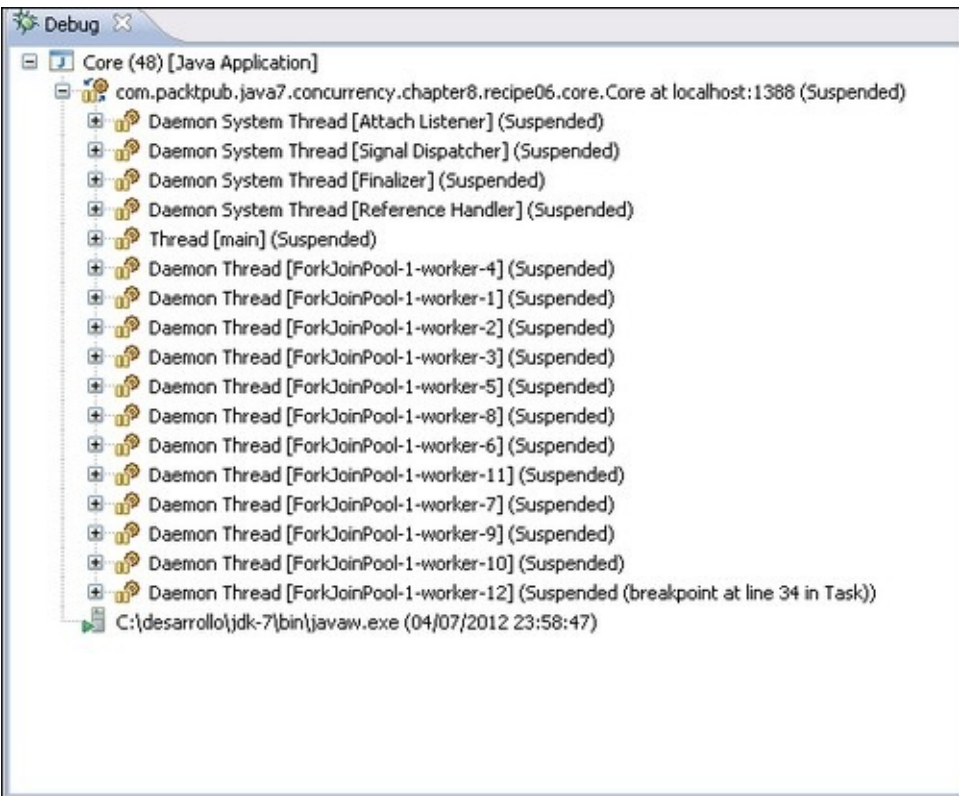 Debug
Core (48) [Java Application]
com.packtpub.java7.concurrency.chapter8.recipe06.core.Core at localhost:1388 (Suspended)
Daemon System Thread [Attach Listener] (Suspended)
Daemon System Thread [Signal Dispatcher] (Suspended)
Daemon System Thread [Finalizer] (Suspended)
Daemon System Thread [Reference Handler] (Suspended)
Thread [main] (Suspended)
Daemon Thread [ForkJoinPool-1-worker-4] (Suspended)
Daemon Thread [ForkJoinPool-1-worker-1] (Suspended)
Daemon Thread [ForkJoinPool-1-worker-2] (Suspended)
Daemon Thread [ForkJoinPool-1-worker-3] (Suspended)
Daemon Thread [ForkJoinPool-1-worker-5] (Suspended)
Daemon Thread [ForkJoinPool-1-worker-8] (Suspended)
Daemon Thread [ForkJoinPool-1-worker-6] (Suspended)
Daemon Thread [ForkJoinPool-1-worker-11] (Suspended)
Daemon Thread [ForkJoinPool-1-worker-7] (Suspended)
Daemon Thread [ForkJoinPool-1-worker-9] (Suspended)
Daemon Thread [ForkJoinPool-1-worker-10] (Suspended)
Daemon Thread [ForkJoinPool-1-worker-12] (Suspended (breakpoint at line 34 in Task))
C:\desarrollo\jdk-7\bin\javaw.exe (04/07/2012 23:58:47)